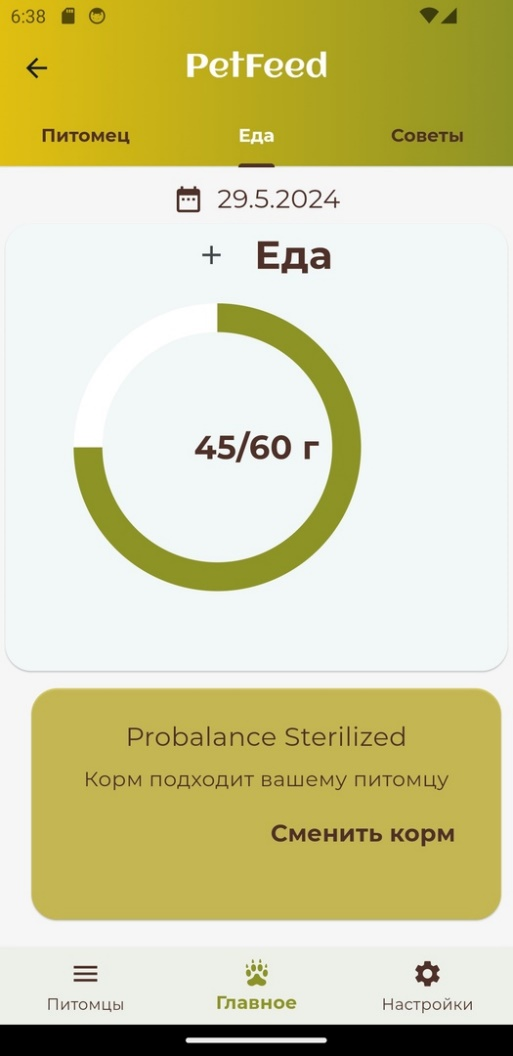 6:38
PetFeed
Питомец Еда Советы
29.5.2024
+ Еда
45/60 г
Probalance Sterilized
Корм подходит вашему питомцу
Сменить корм
Питомцы Главное Настройки